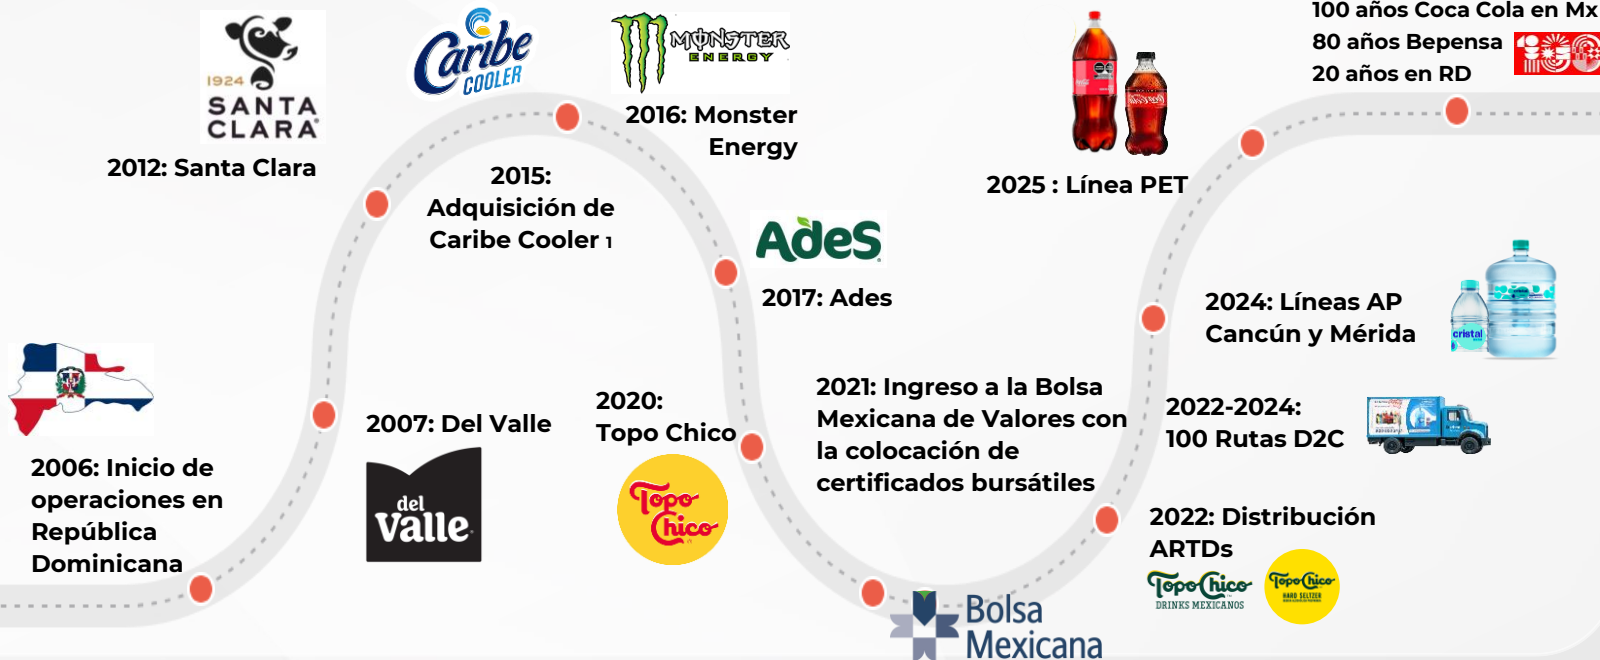 1924
SANTA
CLARA
2012: Santa Clara
Caribe
COOLER
2015:
Adquisición de
Caribe Cooler 1
MONSTER
ENERGY
2016: Monster
Energy
AdeS
2017: Ades
2025 : Línea PET
100 años Coca Cola en Mx
80 años Bepensa
20 años en RD
2024: Líneas AP
Cancún y Mérida
cristal
2006: Inicio de
operaciones en
República
Dominicana
2007: Del Valle
del
Valle
2020:
Topo Chico
Topo
Chico
2021: Ingreso a la Bolsa
Mexicana de Valores con
la colocación de
certificados bursátiles
Bolsa
Mexicana
2022-2024:
100 Rutas D2C
2022: Distribución
ARTDs
Topo Chico
DRINKS MEXICANOS
Topo Chico
HARD SELTZER